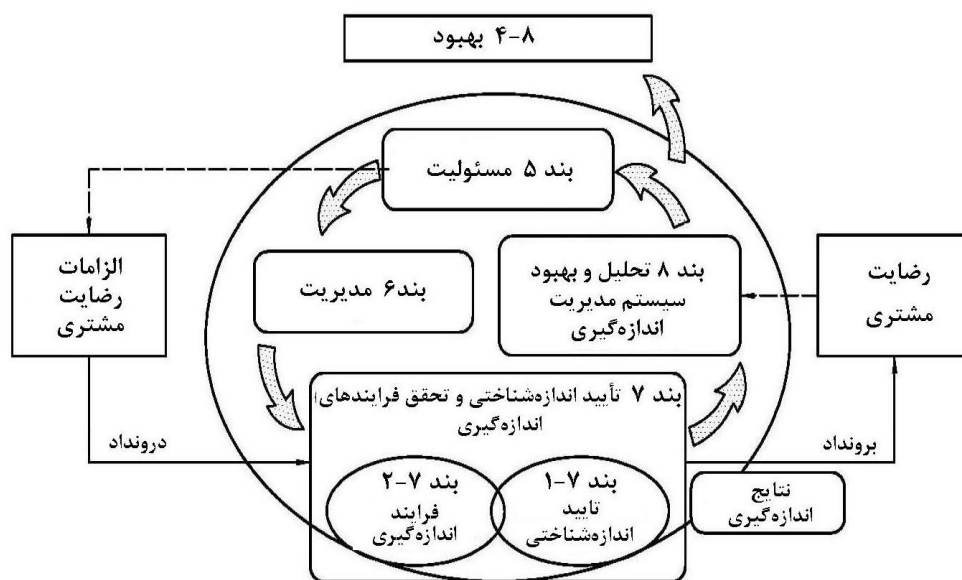 ۸-۴ بهبود
بند ۵ مسئولیت
الزامات
رضایت
مشتری
بند۶ مدیریت
بند ۸ تحلیل و بهبود
سیستم مدیریت
اندازه‌گیری
رضایت
مشتری
بند ۷ تأیید اندازه‌شناختی و تحقق فرایندهای
اندازه‌گیری
درونداد
برونداد
بند ۷-۱
تایید
اندازه‌شناختی
بند ۷-۲
فرایند
اندازه‌گیری
نتایج
اندازه‌گیری